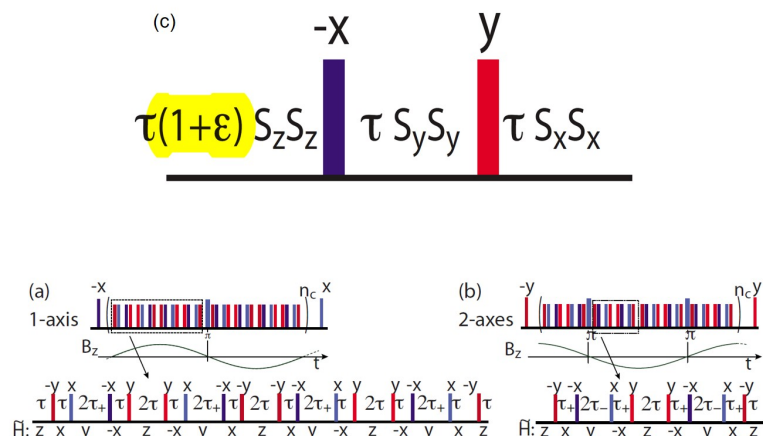 (c)
-x y
τ(1+ε) SzSz τ SySy τ SxSx
(a)
-x nc x
1-axis
π
Bz
t
-y x -x y y x -x -y y -x x y -y x x -y
τ τ 2τ+ τ 2τ τ 2τ+ τ 2τ τ 2τ+ τ 2τ τ 2τ+ τ τ
H̃: z x y -x z -x y x z -x y -x z -x y x z
(b)
-y nc y
2-axes
π π
Bz
t
-y -x x y y -x x -y
τ τ+ 2τ- τ+ 2τ τ+ 2τ- τ+ τ
H̃: z x y -x z -x y x z